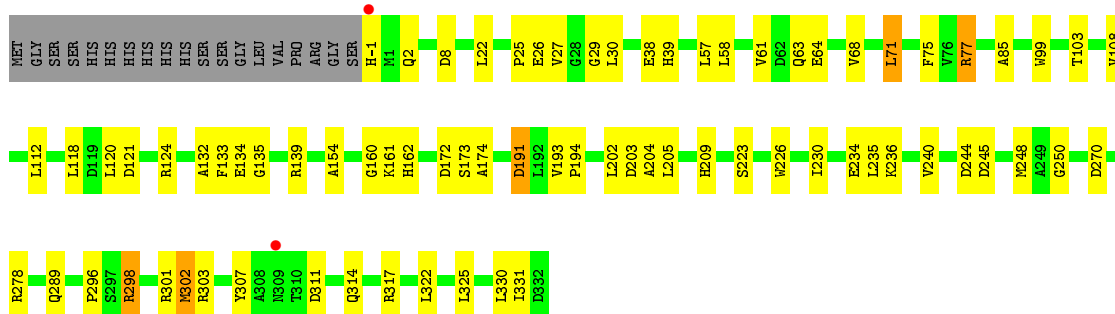 MET GLY SER SER HIS HIS HIS HIS HIS HIS SER SER GLY LEU VAL PRO ARG GLY SER H-1 M1 Q2 D8 L22 P25 E26 V27 G28 G29 L30 E38 H39 L57 L58 V61 D62 Q63 E64 V68 L71 F75 V76 R77 A85 W99 T103 V108
L112 L118 D119 L120 D121 R124 A132 F133 E134 G135 R139 A154 G160 K161 H162 D172 S173 A174 D191 L192 V193 P194 L202 D203 A204 L205 H209 S223 W226 I230 E234 L235 K236 V240 D244 D245 M248 A249 G250 D270
R278 Q289 P296 S297 R298 R301 M302 R303 Y307 A308 N309 T310 D311 Q314 R317 L322 L325 L330 I331 D332